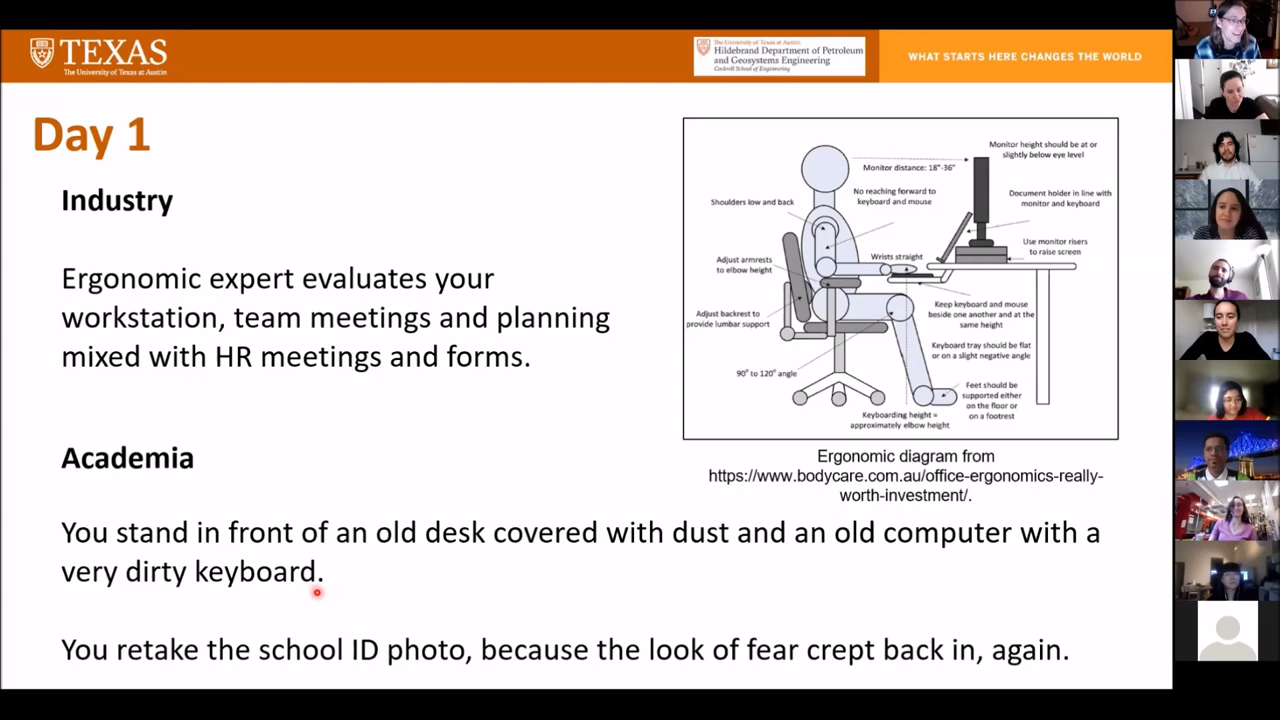 TEXAS
The University of Texas at Austin
The University of Texas at Austin
Hildebrand Department of Petroleum
and Geosystems Engineering
Cockrell School of Engineering
WHAT STARTS HERE CHANGES THE WORLD
Day 1
Industry
Ergonomic expert evaluates your
workstation, team meetings and planning
mixed with HR meetings and forms.
Monitor height should be at or
slightly below eye level
Monitor distance: 18"-36"
No reaching forward to
keyboard and mouse
Document holder in line with
monitor and keyboard
Shoulders low and back
Use monitor risers
to raise screen
Wrists straight
Adjust armrests
to elbow height
Keep keyboard and mouse
beside one another and at the
same height
Adjust backrest to
provide lumbar support
Keyboard tray should be flat
or on a slight negative angle
90° to 120° angle
Feet should be
supported either
on the floor or
on a footrest
Keyboarding height =
approximately elbow height
Ergonomic diagram from
https://www.bodycare.com.au/office-ergonomics-really-
worth-investment/.
Academia
You stand in front of an old desk covered with dust and an old computer with a
very dirty keyboard.
You retake the school ID photo, because the look of fear crept back in, again.